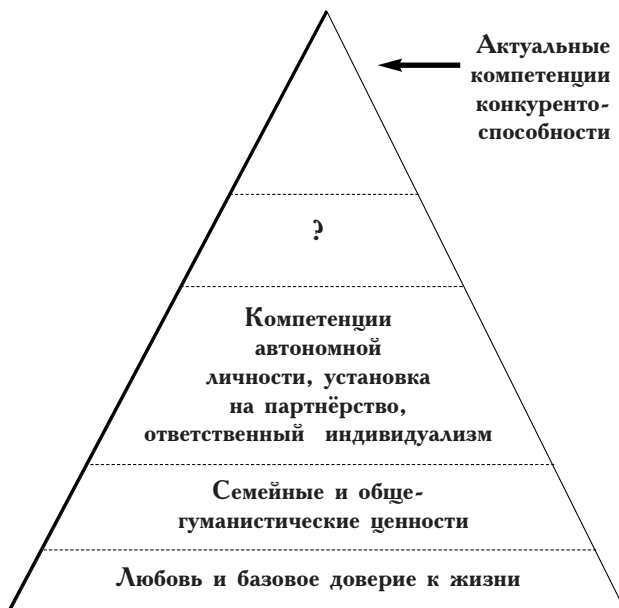 Актуальные
компетенции
конкуренто-
способности
?
Компетенции
автономной
личности, установка
на партнёрство,
ответственный индивидуализм
Семейные и обще-
гуманистические ценности
Любовь и базовое доверие к жизни